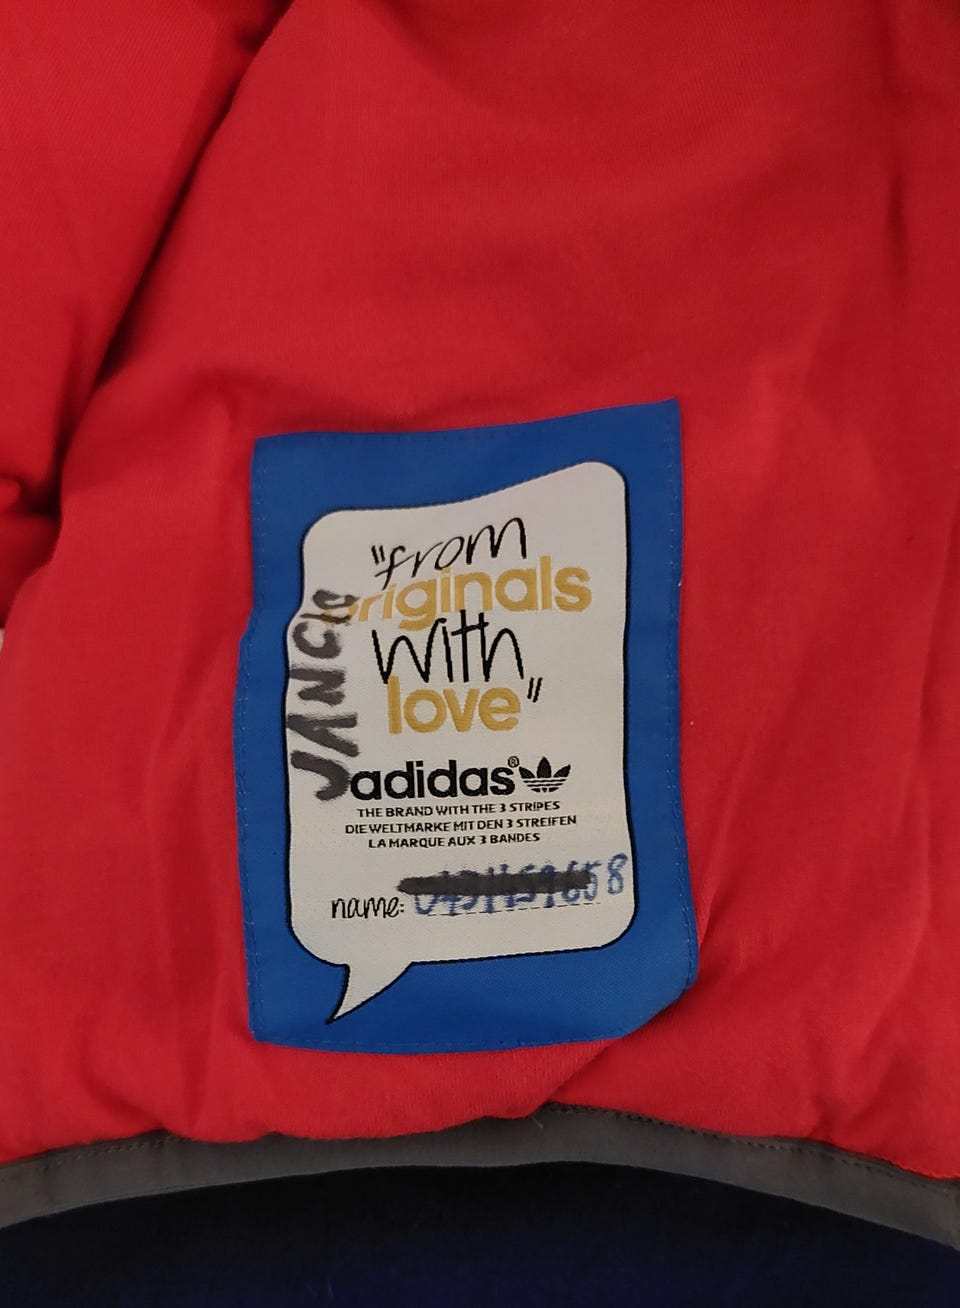 "from
originals
with
love"
adidas®
THE BRAND WITH THE 3 STRIPES
DIE WELTMARKE MIT DEN 3 STREIFEN
LA MARQUE AUX 3 BANDES
name: